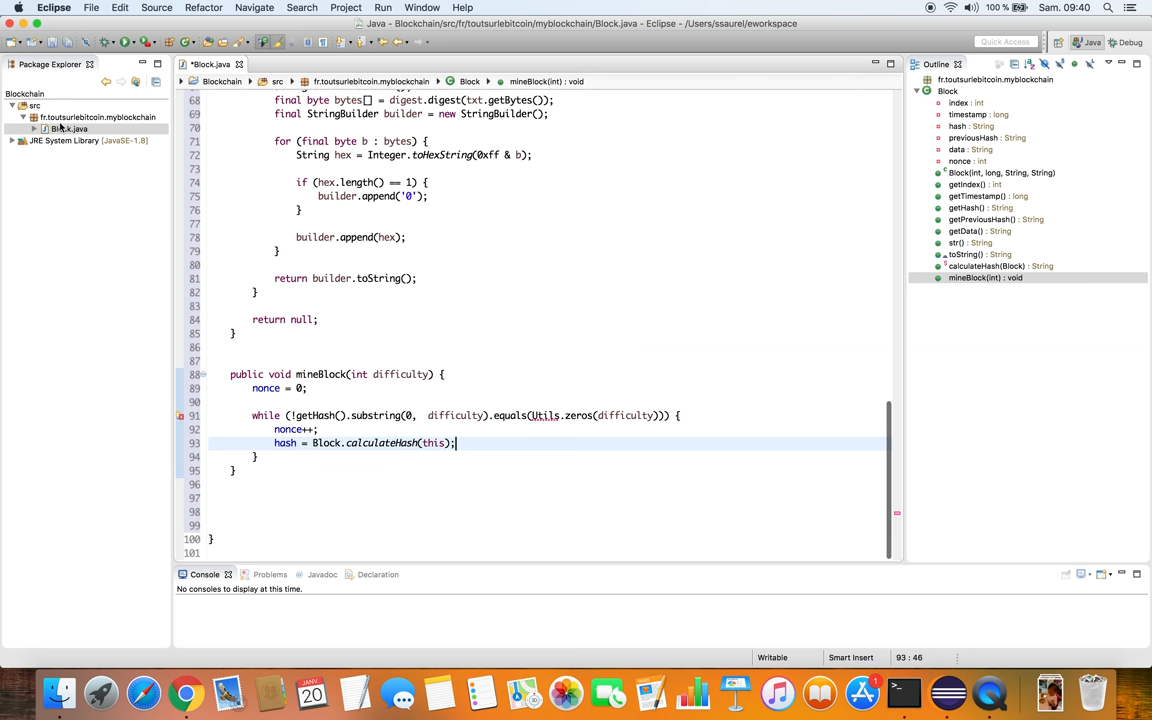 Eclipse File Edit Source Refactor Navigate Search Project Run Window Help 100 % Sam. 09:40
Java - Blockchain/src/fr/toutsurlebitcoin/myblockchain/Block.java - Eclipse - /Users/ssaurel/eworkspace
Quick Access Java Debug
Package Explorer
Blockchain
src
fr.toutsurlebitcoin.myblockchain
Block.java
JRE System Library [JavaSE-1.8]
*Block.java
Blockchain src fr.toutsurlebitcoin.myblockchain Block mineBlock(int) : void
68 final byte bytes[] = digest.digest(txt.getBytes());
69 final StringBuilder builder = new StringBuilder();
70
71 for (final byte b : bytes) {
72 String hex = Integer.toHexString(0xff & b);
73
74 if (hex.length() == 1) {
75 builder.append('0');
76 }
77
78 builder.append(hex);
79 }
80
81 return builder.toString();
82 }
83
84 return null;
85 }
86
87
88 public void mineBlock(int difficulty) {
89 nonce = 0;
90
91 while (!getHash().substring(0,  difficulty).equals(Utils.zeros(difficulty))) {
92 nonce++;
93 hash = Block.calculateHash(this);
94 }
95 }
96
97
98
99
100 }
101
Outline
fr.toutsurlebitcoin.myblockchain
Block
index : int
timestamp : long
hash : String
previousHash : String
data : String
nonce : int
Block(int, long, String, String)
getIndex() : int
getTimestamp() : long
getHash() : String
getPreviousHash() : String
getData() : String
str() : String
toString() : String
calculateHash(Block) : String
mineBlock(int) : void
Console Problems Javadoc Declaration
No consoles to display at this time.
Writable Smart Insert 93 : 46
JANV.
20
1